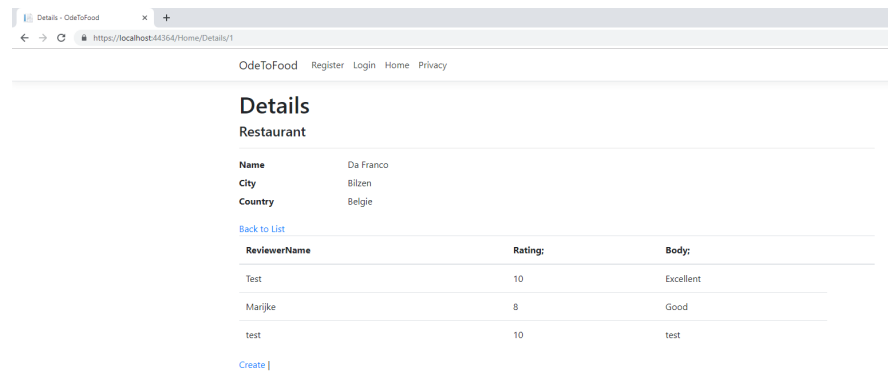 Details - OdeToFood
https://localhost:44364/Home/Details/1
OdeToFood Register Login Home Privacy
Details
Restaurant
Name Da Franco
City Bilzen
Country Belgie
Back to List
ReviewerName Rating; Body;
Test 10 Excellent
Marijke 8 Good
test 10 test
Create |